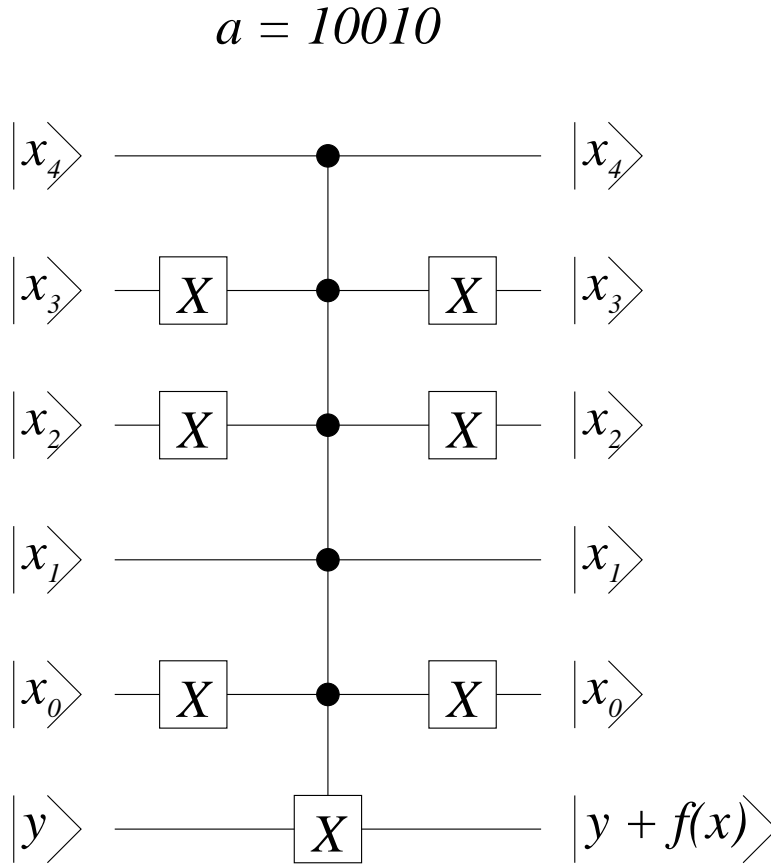 a = 10010
|x₄⟩ |x₄⟩
|x₃⟩ X X |x₃⟩
|x₂⟩ X X |x₂⟩
|x₁⟩ |x₁⟩
|x₀⟩ X X |x₀⟩
|y⟩ X |y + f(x)⟩